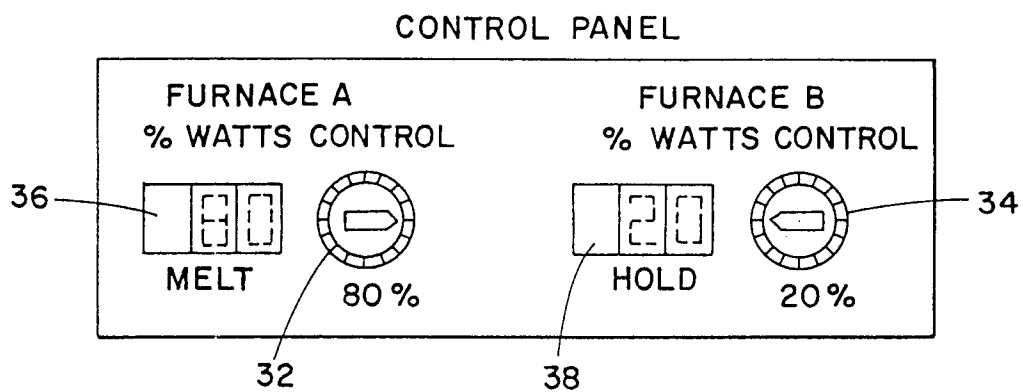 CONTROL PANEL
FURNACE A
% WATTS CONTROL
36
80
MELT
80%
32
FURNACE B
% WATTS CONTROL
20
34
HOLD
20%
38